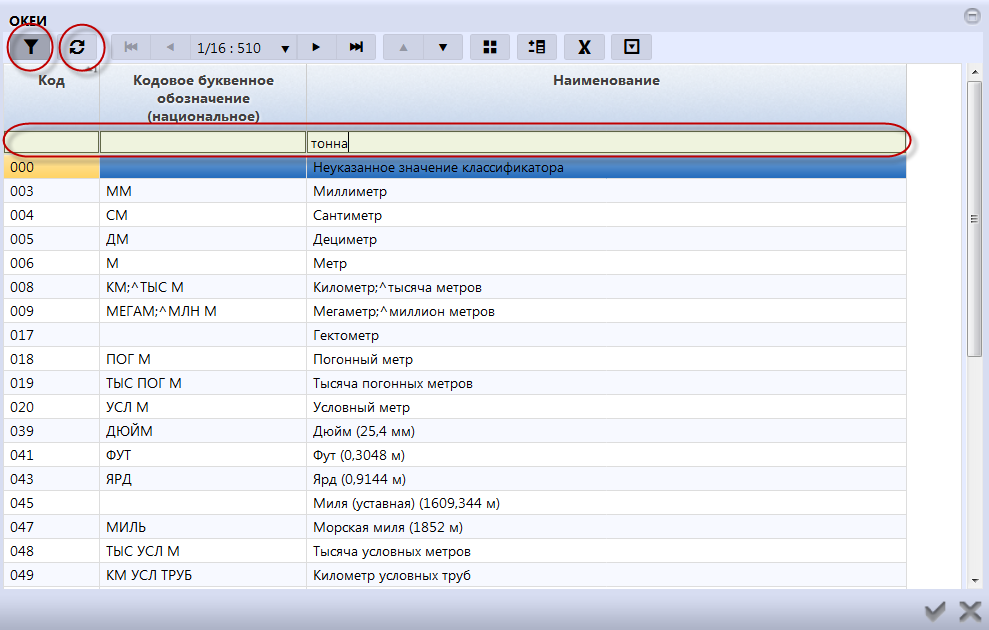 ОКЕИ
1/16 : 510
Код
Кодовое буквенное
обозначение
(национальное)
Наименование
тонна
000 Неуказанное значение классификатора
003 ММ Миллиметр
004 СМ Сантиметр
005 ДМ Дециметр
006 М Метр
008 КМ;^ТЫС М Километр;^тысяча метров
009 МЕГАМ;^МЛН М Мегаметр;^миллион метров
017 Гектометр
018 ПОГ М Погонный метр
019 ТЫС ПОГ М Тысяча погонных метров
020 УСЛ М Условный метр
039 ДЮЙМ Дюйм (25,4 мм)
041 ФУТ Фут (0,3048 м)
043 ЯРД Ярд (0,9144 м)
045 Миля (уставная) (1609,344 м)
047 МИЛЬ Морская миля (1852 м)
048 ТЫС УСЛ М Тысяча условных метров
049 КМ УСЛ ТРУБ Километр условных труб